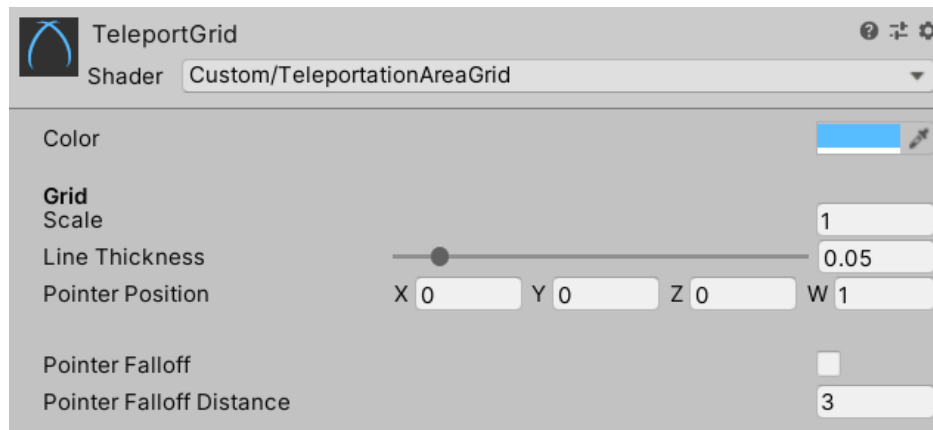 TeleportGrid
Shader Custom/TeleportationAreaGrid
Color
Grid
Scale 1
Line Thickness 0.05
Pointer Position X 0 Y 0 Z 0 W 1
Pointer Falloff
Pointer Falloff Distance 3